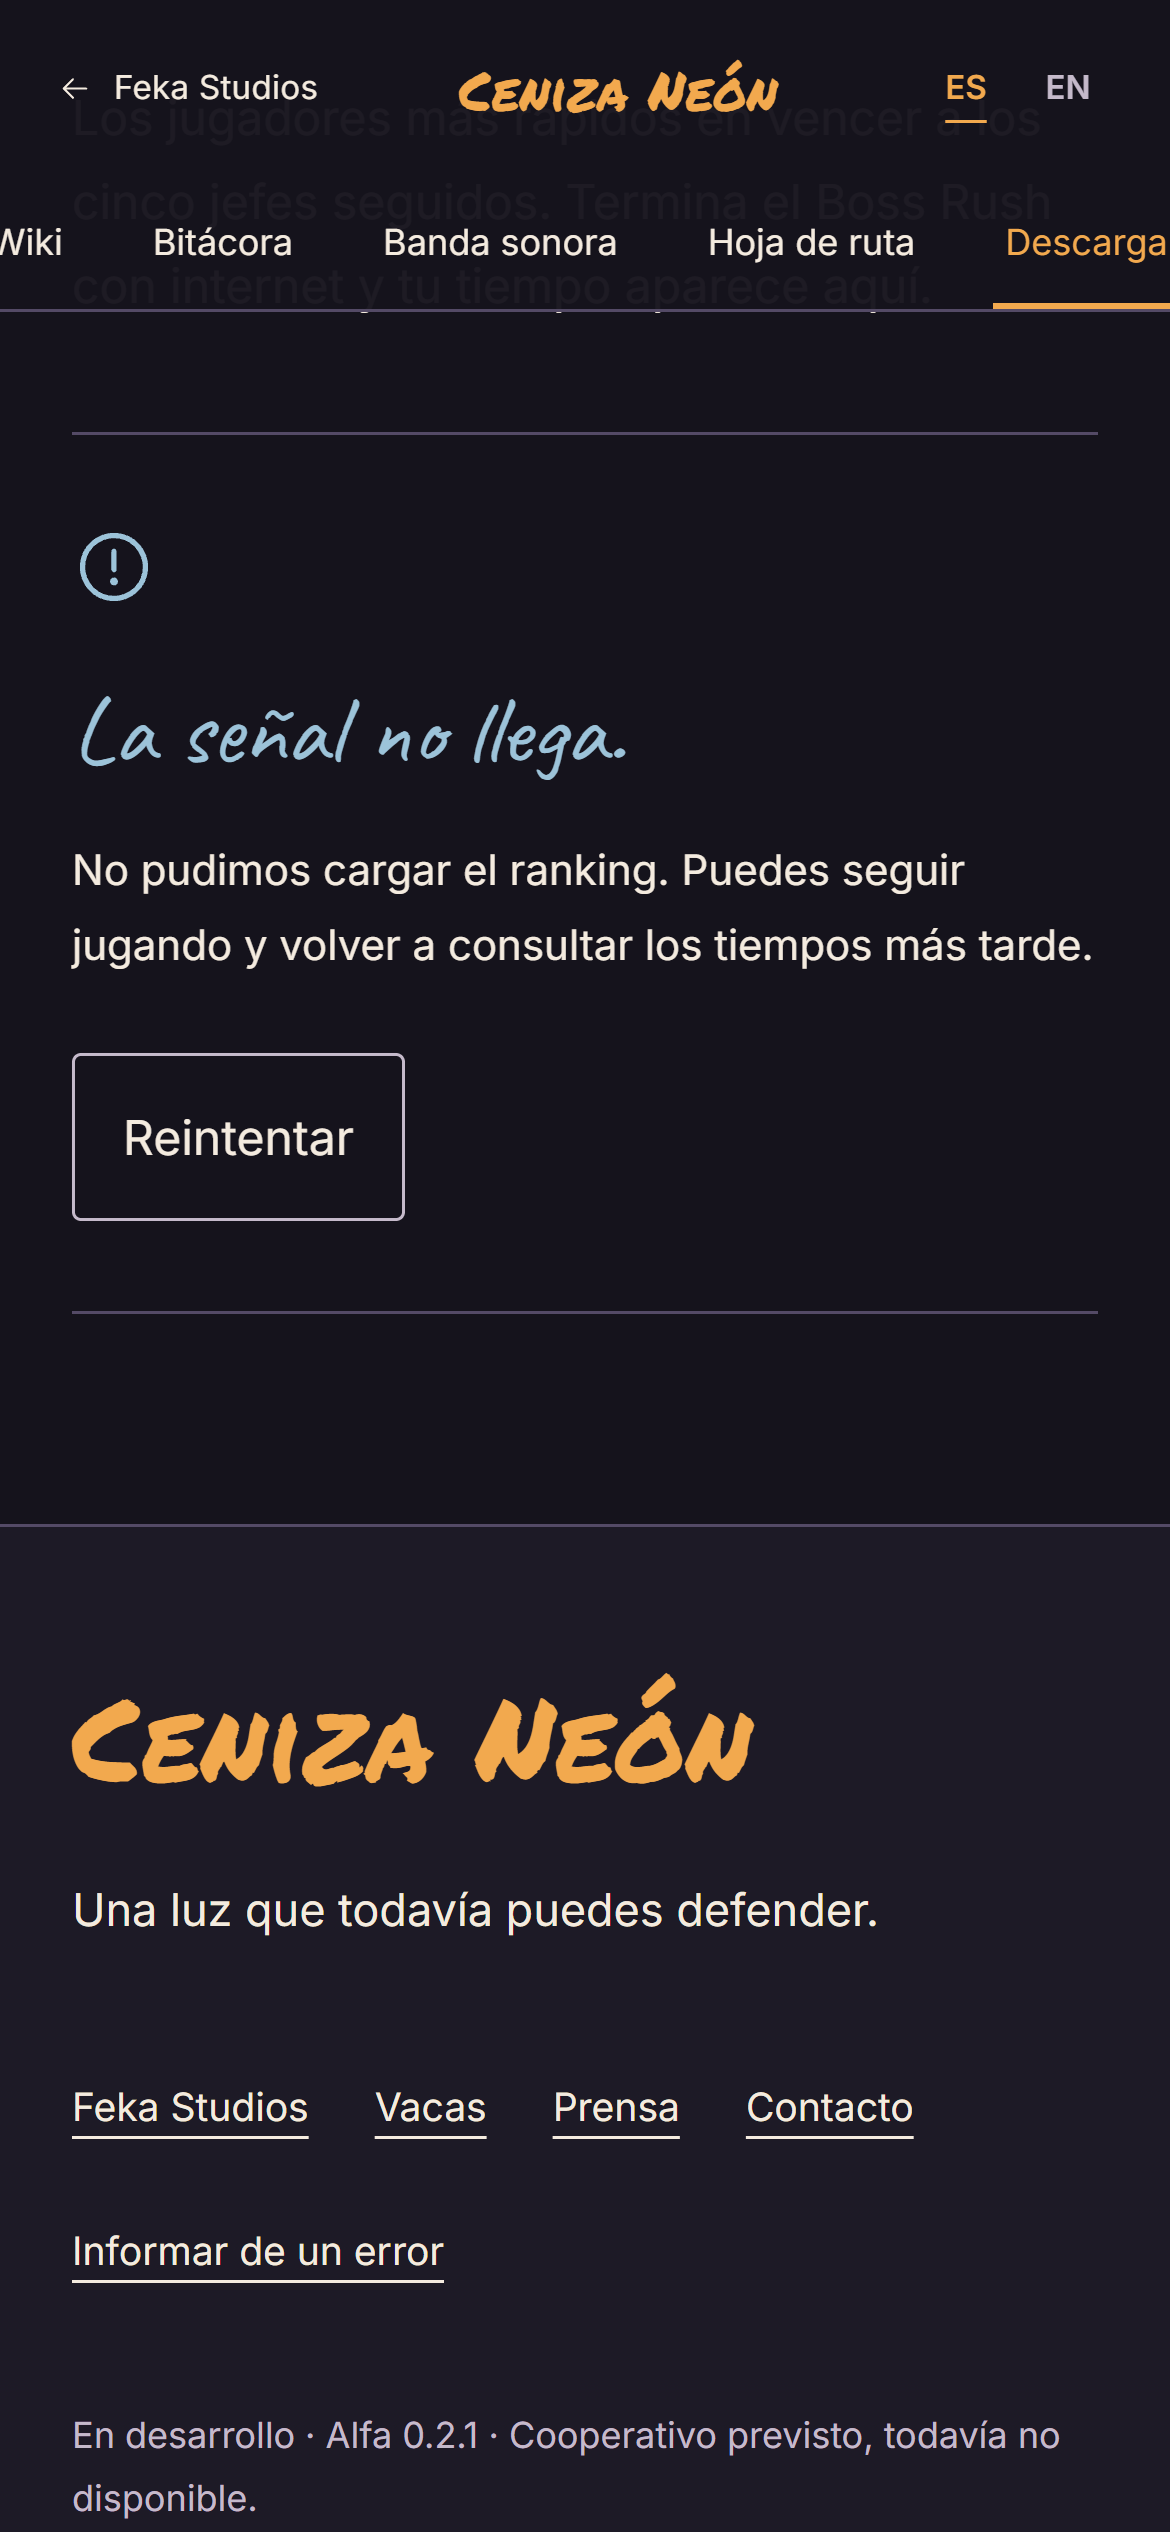 ← Feka Studios
Ceniza Neón
ES EN
Los jugadores más rápidos en vencer a los
cinco jefes seguidos. Termina el Boss Rush
Wiki Bitácora Banda sonora Hoja de ruta Descarga
con internet y tu tiempo aparece aquí.
La señal no llega.
No pudimos cargar el ranking. Puedes seguir
jugando y volver a consultar los tiempos más tarde.
Reintentar
Ceniza Neón
Una luz que todavía puedes defender.
Feka Studios Vacas Prensa Contacto
Informar de un error
En desarrollo · Alfa 0.2.1 · Cooperativo previsto, todavía no
disponible.